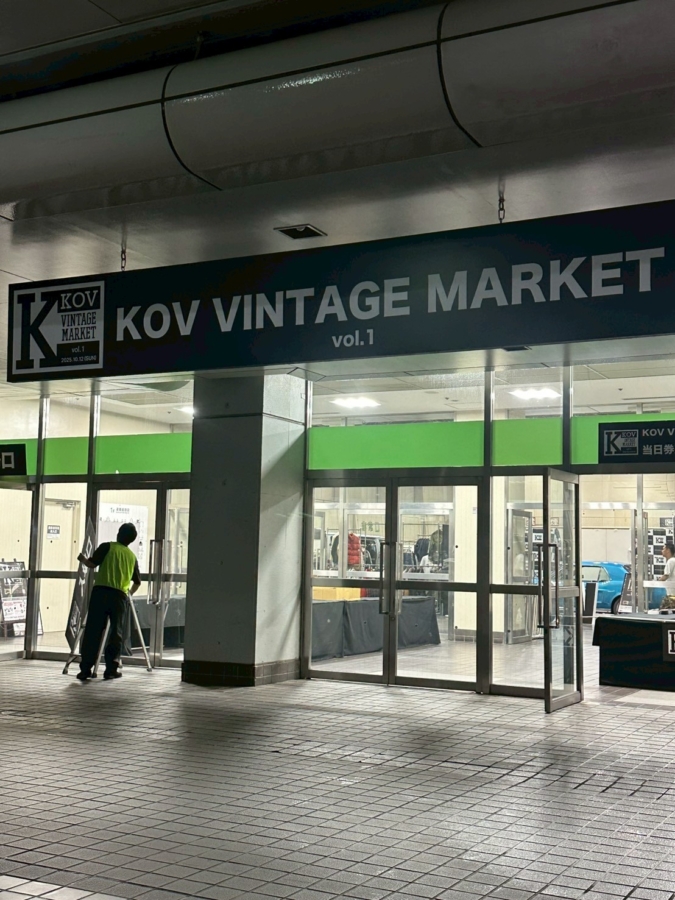 K
KOV
VINTAGE
MARKET
vol.1
KOV VINTAGE MARKET
vol.1
口
K
KOV V
当日券
K